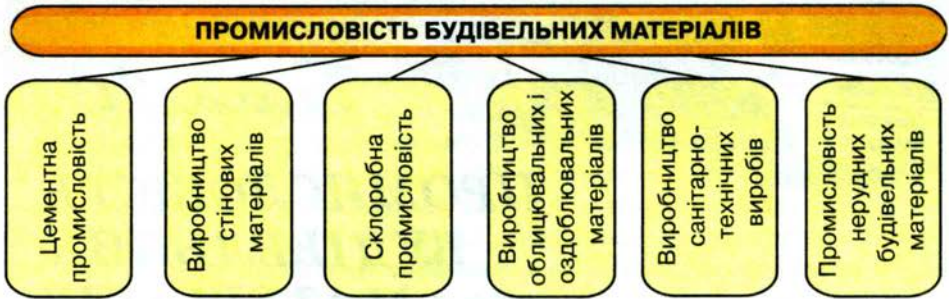 ПРОМИСЛОВІСТЬ БУДІВЕЛЬНИХ МАТЕРІАЛІВ
Цементна
промисловість
Виробництво
стінових
матеріалів
Склоробна
промисловість
Виробництво
облицювальних і
оздоблювальних
матеріалів
Виробництво
санітарно-
технічних
виробів
Промисловість
нерудних
будівельних
матеріалів